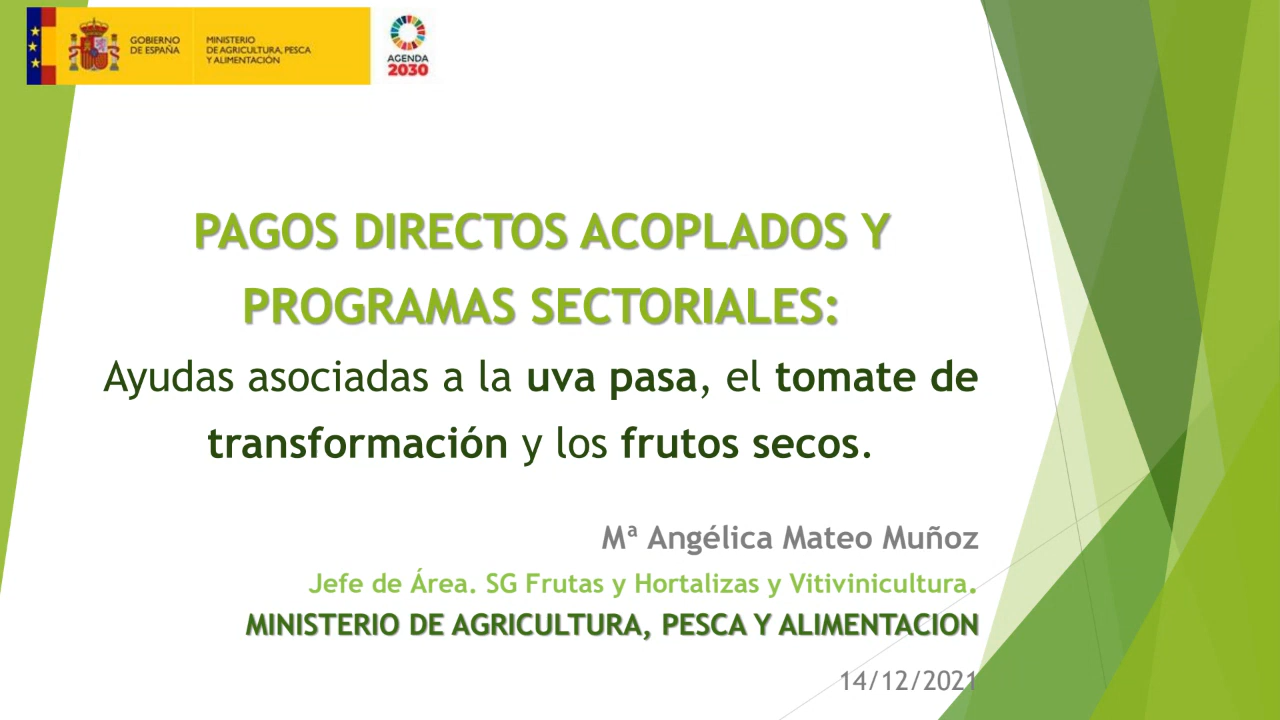 GOBIERNO
DE ESPAÑA
MINISTERIO
DE AGRICULTURA, PESCA
Y ALIMENTACIÓN
AGENDA
2030
PAGOS DIRECTOS ACOPLADOS Y
PROGRAMAS SECTORIALES:
Ayudas asociadas a la uva pasa, el tomate de
transformación y los frutos secos.
Mª Angélica Mateo Muñoz
Jefe de Área. SG Frutas y Hortalizas y Vitivinicultura.
MINISTERIO DE AGRICULTURA, PESCA Y ALIMENTACION
14/12/2021